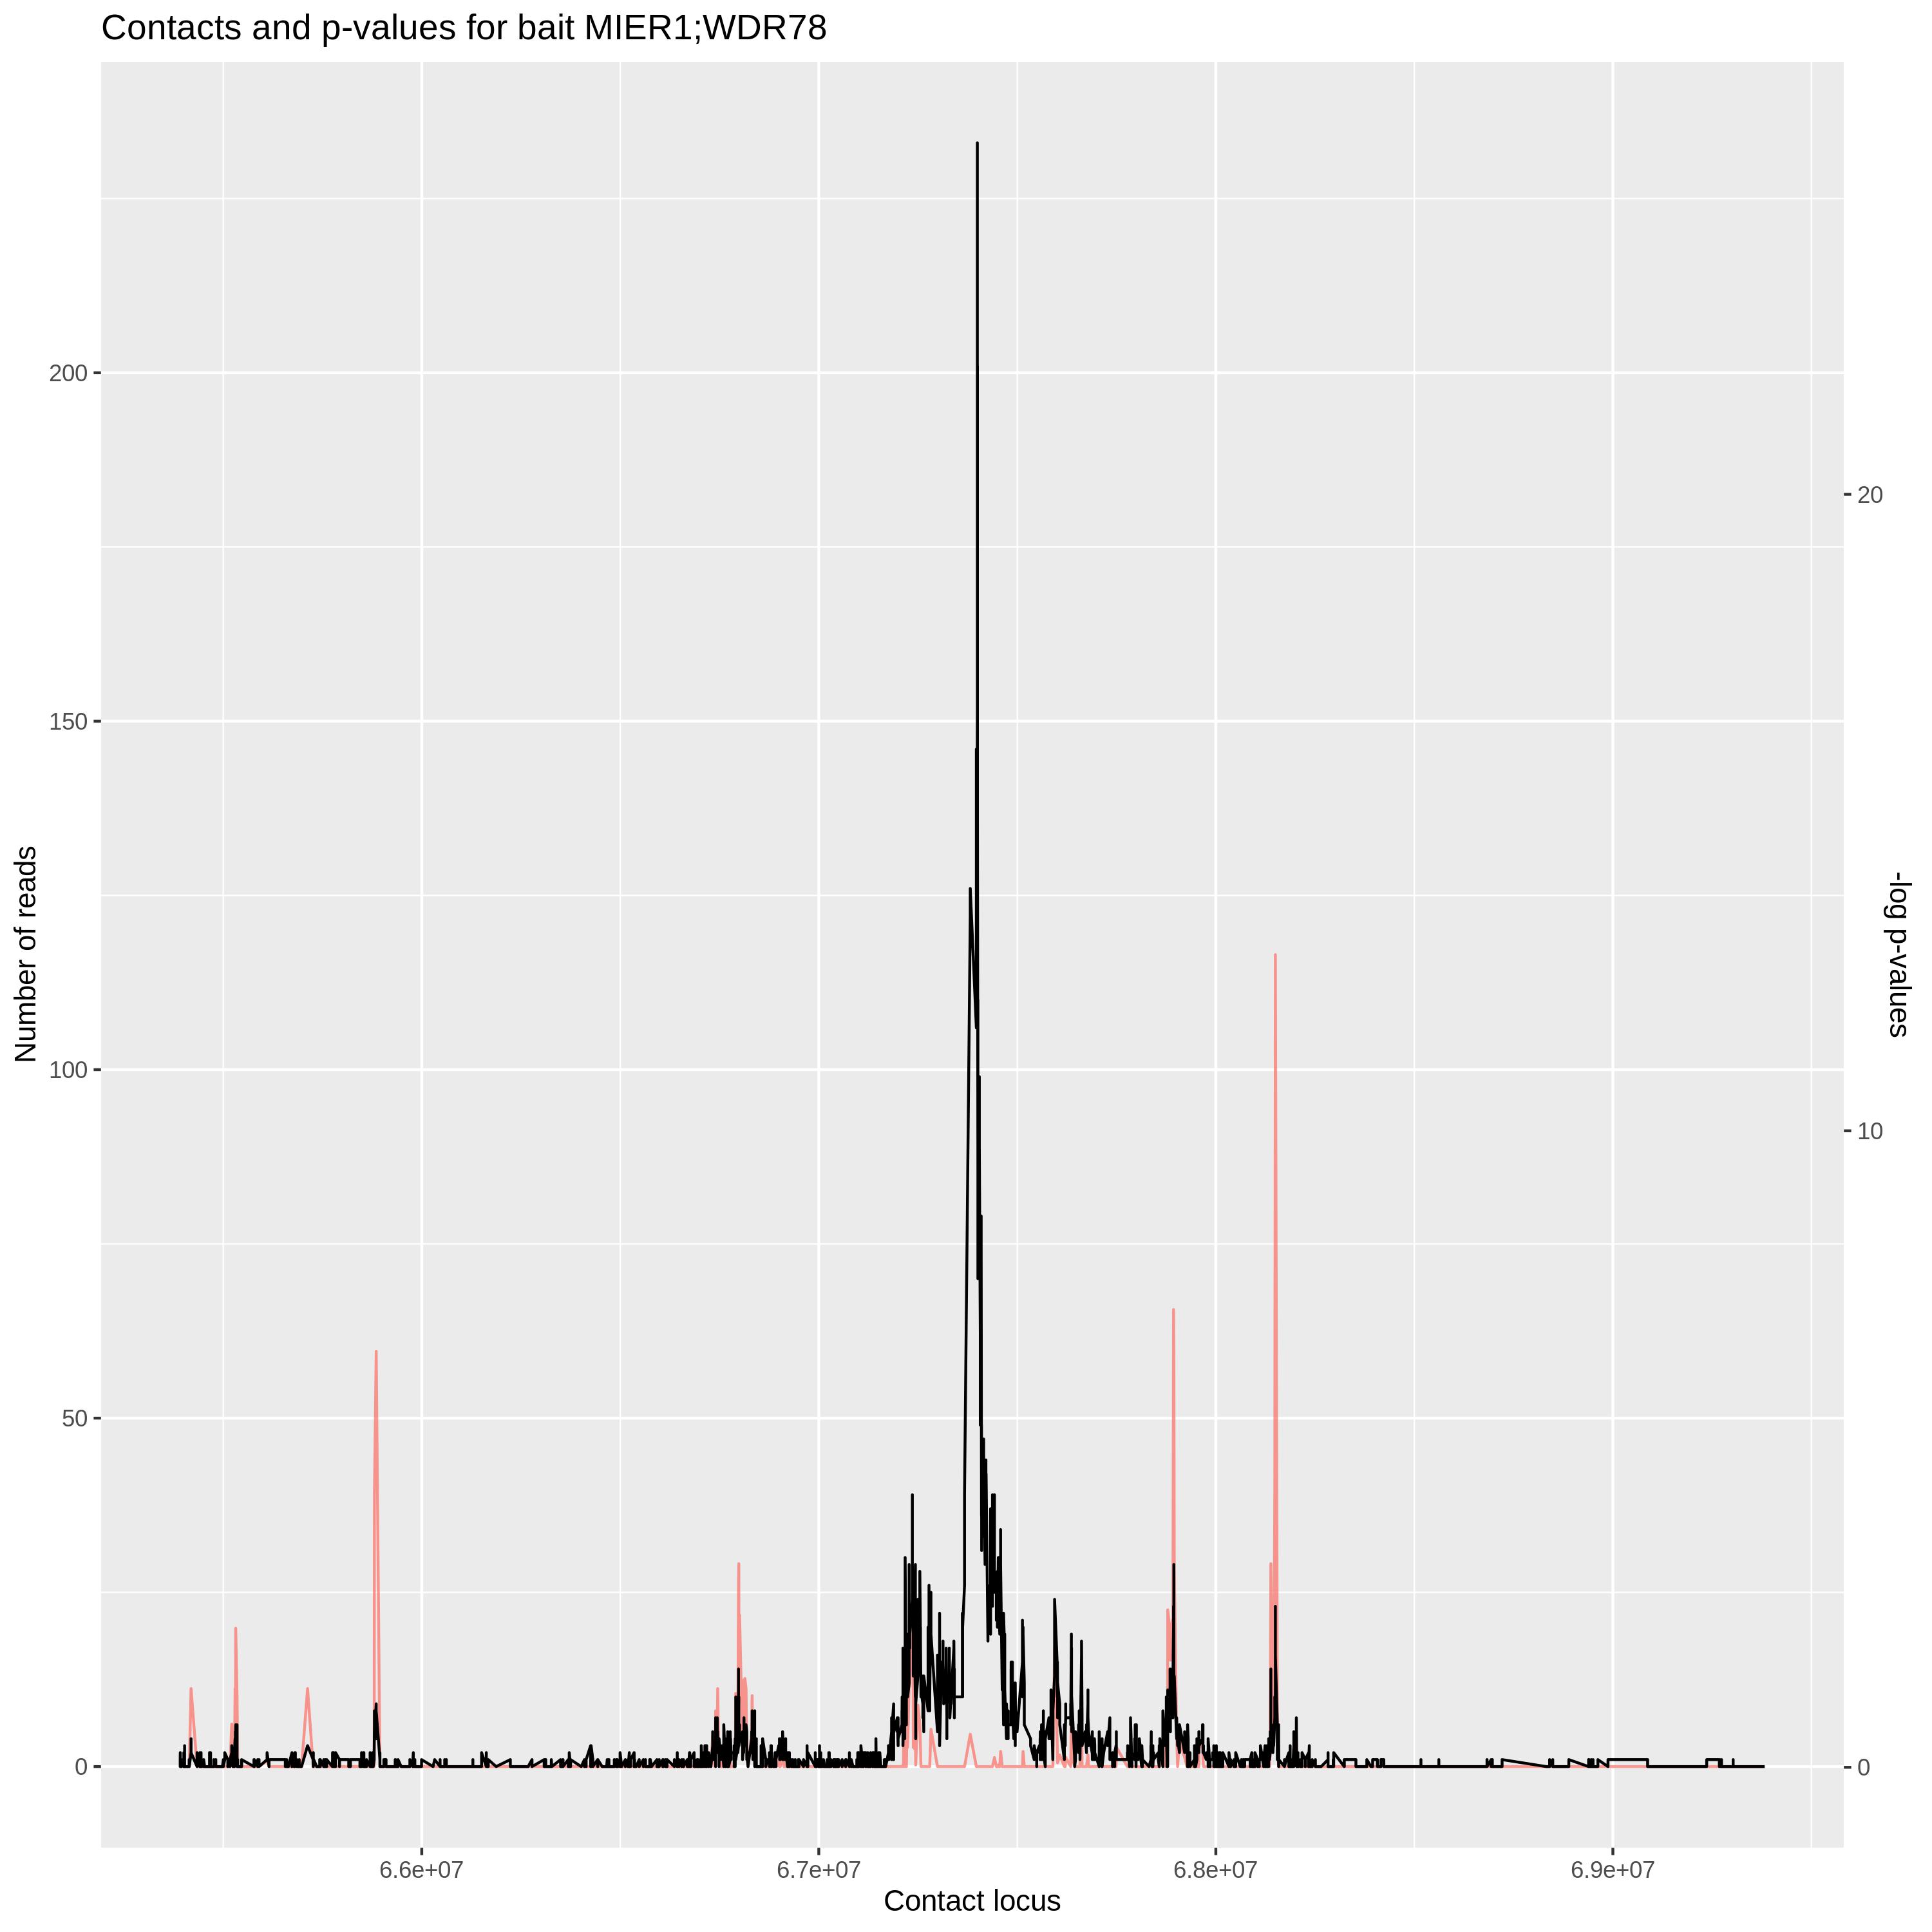 Contacts and p-values for bait MIER1;WDR78
Number of reads
200
150
100
50
0
20
10
0
-log p-values
6.6e+07
6.7e+07
6.8e+07
6.9e+07
Contact locus